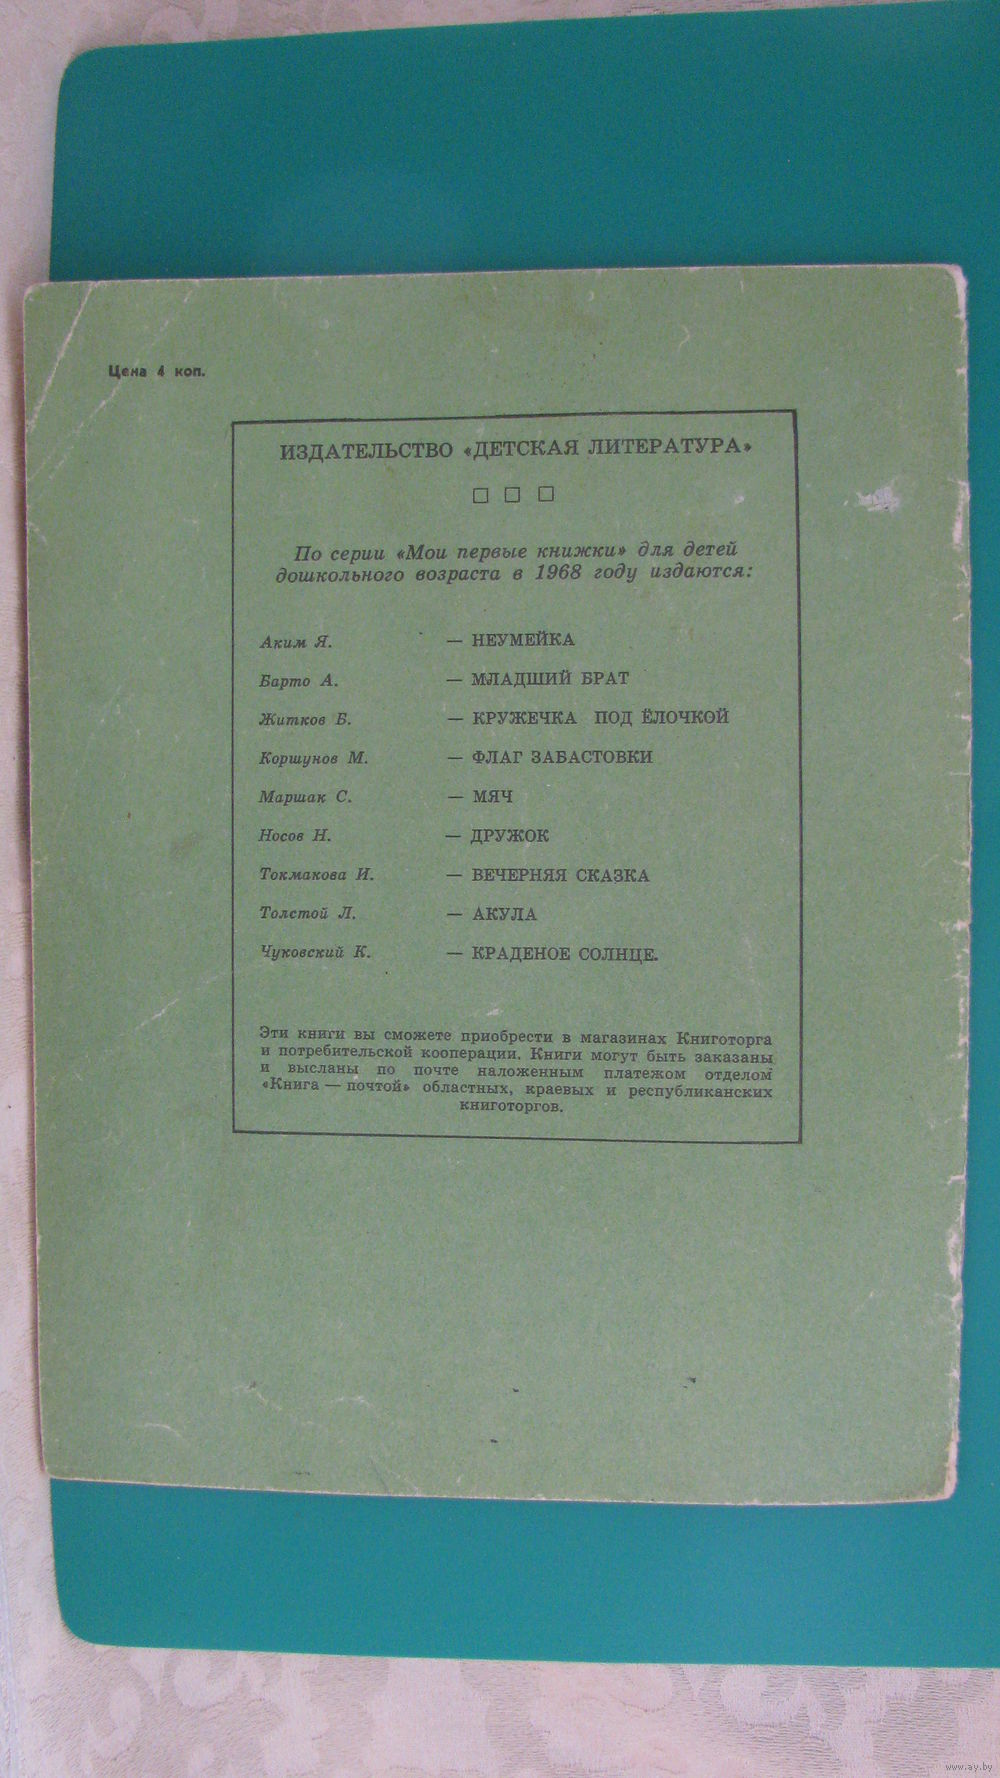 Цена 4 коп.
ИЗДАТЕЛЬСТВО «ДЕТСКАЯ ЛИТЕРАТУРА»
По серии «Мои первые книжки» для детей
дошкольного возраста в 1968 году издаются:
Аким Я. — НЕУМЕЙКА
Барто А. — МЛАДШИЙ БРАТ
Житков Б. — КРУЖЕЧКА ПОД ЁЛОЧКОЙ
Коршунов М. — ФЛАГ ЗАБАСТОВКИ
Маршак С. — МЯЧ
Носов Н. — ДРУЖОК
Токмакова И. — ВЕЧЕРНЯЯ СКАЗКА
Толстой Л. — АКУЛА
Чуковский К. — КРАДЕНОЕ СОЛНЦЕ.
Эти книги вы сможете приобрести в магазинах Книготорга
и потребительской кооперации. Книги могут быть заказаны
и высланы по почте наложенным платежом отделом
«Книга — почтой» областных, краевых и республиканских
книготоргов.
www.ay.by